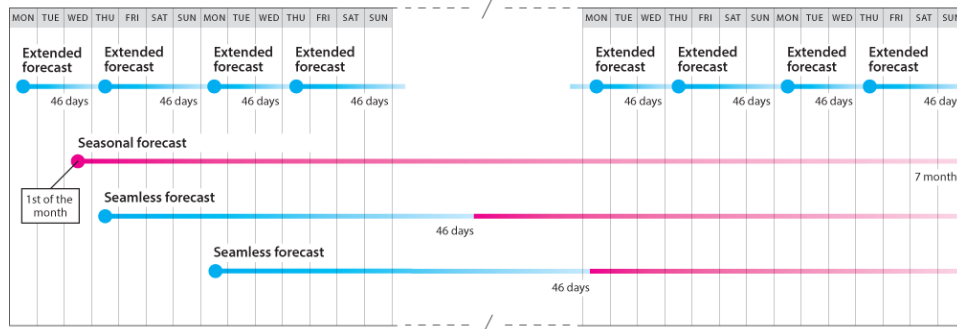 MON TUE WED THU FRI SAT SUN MON TUE WED THU FRI SAT SUN MON TUE WED THU FRI SAT SUN MON TUE WED THU FRI SAT SUN
Extended forecast
Extended forecast
Extended forecast
Extended forecast
Extended forecast
Extended forecast
Extended forecast
Extended forecast
46 days
46 days
46 days
46 days
46 days
46 days
46 days
46 day
Seasonal forecast
7 month
1st of the
month
Seamless forecast
46 days
Seamless forecast
46 days